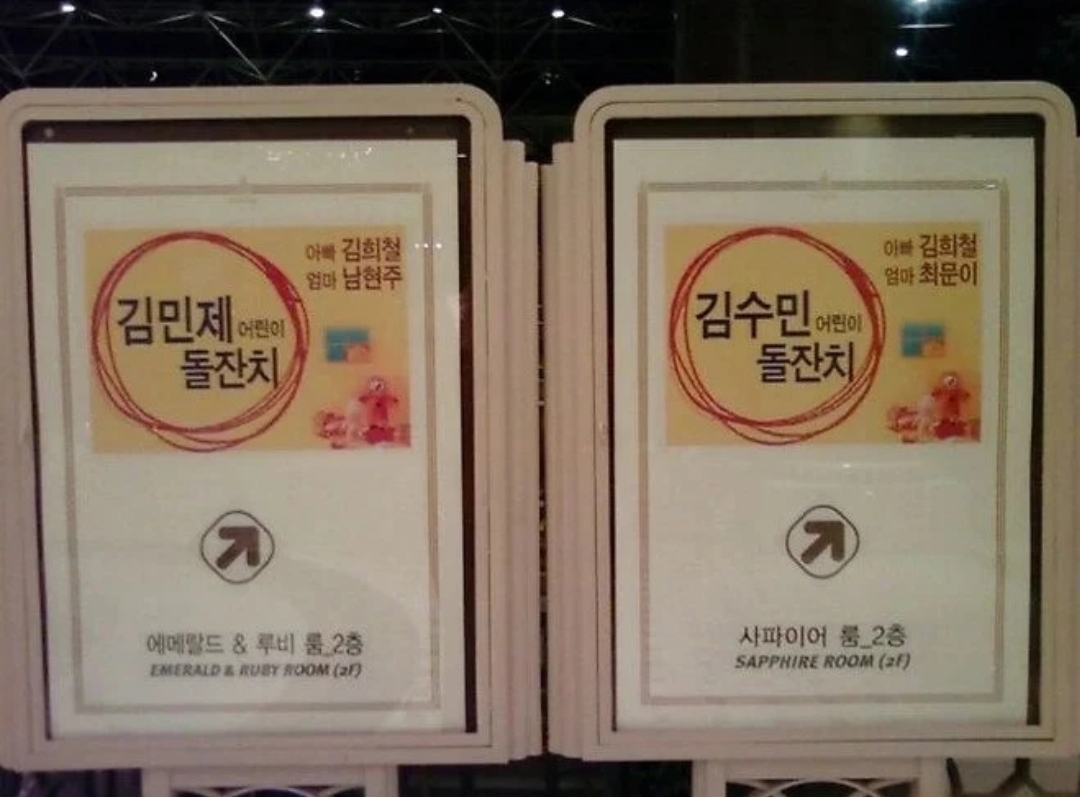 아빠 김희철
엄마 남현주
김민제 어린이
돌잔치
에메랄드 & 루비 룸_2층
EMERALD & RUBY ROOM (2F)
아빠 김희철
엄마 최문이
김수민 어린이
돌잔치
사파이어 룸_2층
SAPPHIRE ROOM (2F)